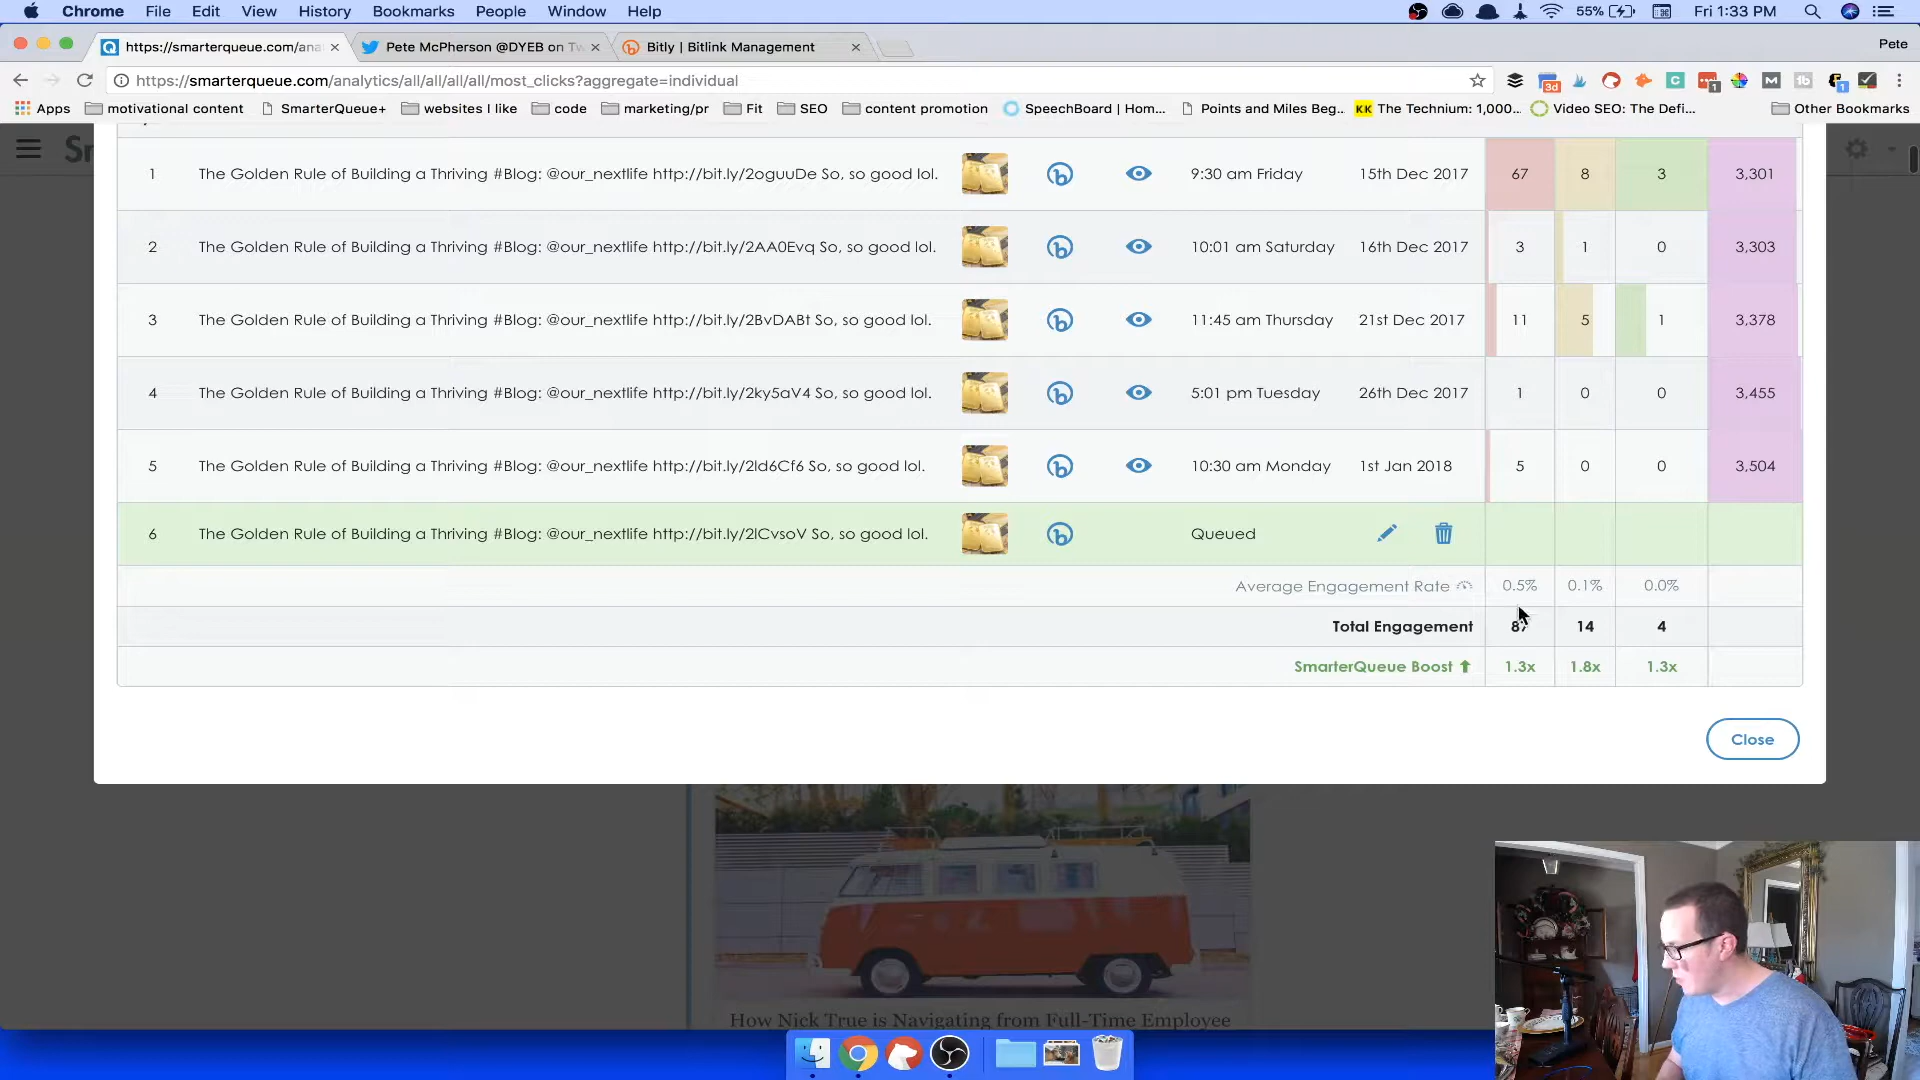 Chrome File Edit View History Bookmarks People Window Help 55% Fri 1:33 PM
https://smarterqueue.com/ana Pete McPherson @DYEB on Tw Bitly | Bitlink Management Pete
https://smarterqueue.com/analytics/all/all/all/all/most_clicks?aggregate=individual
Apps motivational content SmarterQueue+ websites I like code marketing/pr Fit SEO content promotion SpeechBoard | Hom... Points and Miles Beg... KK The Technium: 1,000... Video SEO: The Defi... Other Bookmarks
1 The Golden Rule of Building a Thriving #Blog: @our_nextlife http://bit.ly/2oguuDe So, so good lol. 9:30 am Friday 15th Dec 2017 67 8 3 3,301
2 The Golden Rule of Building a Thriving #Blog: @our_nextlife http://bit.ly/2AA0Evq So, so good lol. 10:01 am Saturday 16th Dec 2017 3 1 0 3,303
3 The Golden Rule of Building a Thriving #Blog: @our_nextlife http://bit.ly/2BvDABt So, so good lol. 11:45 am Thursday 21st Dec 2017 11 5 1 3,378
4 The Golden Rule of Building a Thriving #Blog: @our_nextlife http://bit.ly/2ky5aV4 So, so good lol. 5:01 pm Tuesday 26th Dec 2017 1 0 0 3,455
5 The Golden Rule of Building a Thriving #Blog: @our_nextlife http://bit.ly/2ld6Cf6 So, so good lol. 10:30 am Monday 1st Jan 2018 5 0 0 3,504
6 The Golden Rule of Building a Thriving #Blog: @our_nextlife http://bit.ly/2lCvsoV So, so good lol. Queued
Average Engagement Rate 0.5% 0.1% 0.0%
Total Engagement 87 14 4
SmarterQueue Boost 1.3x 1.8x 1.3x
Close
How Nick True is Navigating from Full-Time Employee